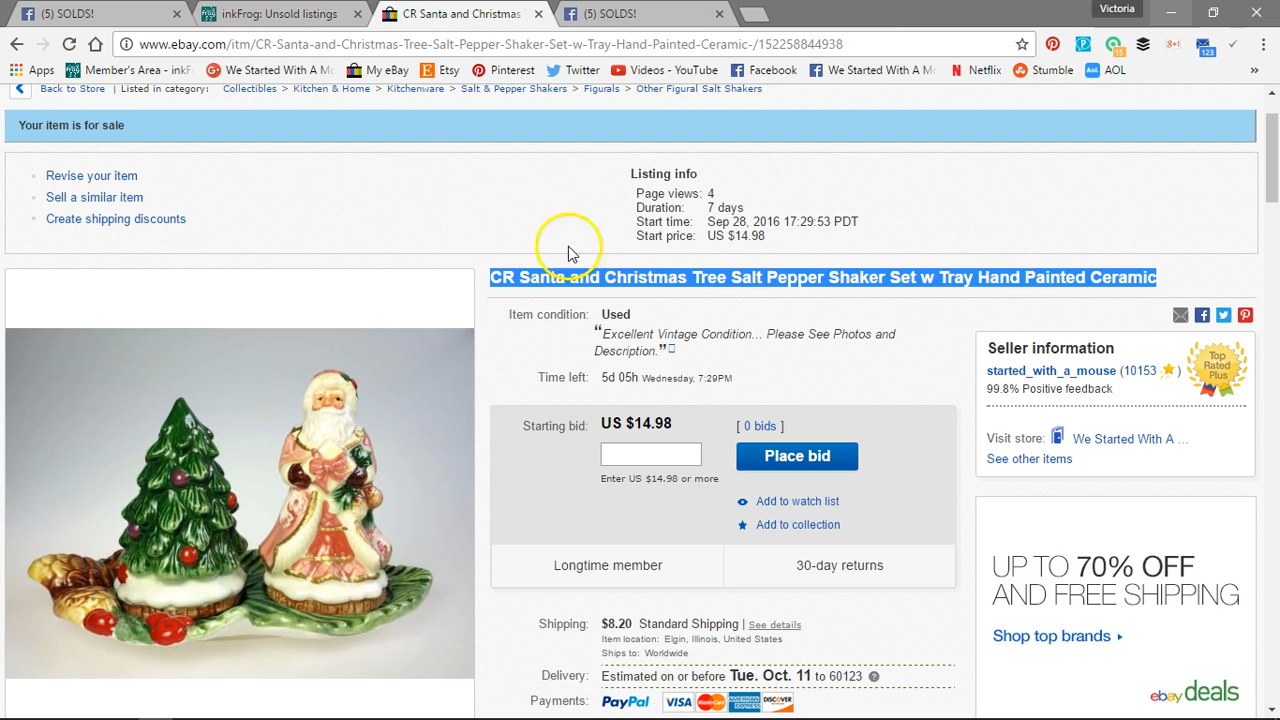 (5) SOLDS!
inkFrog: Unsold listings
CR Santa and Christmas
(5) SOLDS!
Victoria
www.ebay.com/itm/CR-Santa-and-Christmas-Tree-Salt-Pepper-Shaker-Set-w-Tray-Hand-Painted-Ceramic-/152258844938
15
123
Apps
Member's Area - inkF
We Started With A Mo
My eBay
Etsy
Pinterest
Twitter
Videos - YouTube
Facebook
We Started With A Mo
Netflix
Stumble
AOL
Back to Store | Listed in category: Collectibles > Kitchen & Home > Kitchenware > Salt & Pepper Shakers > Figurals > Other Figural Salt Shakers
Your item is for sale
Revise your item
Sell a similar item
Create shipping discounts
Listing info
Page views: 4
Duration: 7 days
Start time: Sep 28, 2016 17:29:53 PDT
Start price: US $14.98
CR Santa and Christmas Tree Salt Pepper Shaker Set w Tray Hand Painted Ceramic
Item condition: Used
“Excellent Vintage Condition... Please See Photos and
Description.”
Time left: 5d 05h Wednesday, 7:29PM
Starting bid: US $14.98 [ 0 bids ]
Place bid
Enter US $14.98 or more
Add to watch list
Add to collection
Longtime member
30-day returns
Shipping: $8.20 Standard Shipping | See details
Item location: Elgin, Illinois, United States
Ships to: Worldwide
Delivery: Estimated on or before Tue. Oct. 11 to 60123
Payments: PayPal VISA MasterCard AMERICAN EXPRESS DISCOVER
Seller information
started_with_a_mouse (10153 )
99.8% Positive feedback
Top
Rated
Plus
Visit store: We Started With A ...
See other items
UP TO 70% OFF
AND FREE SHIPPING
Shop top brands
ebay deals